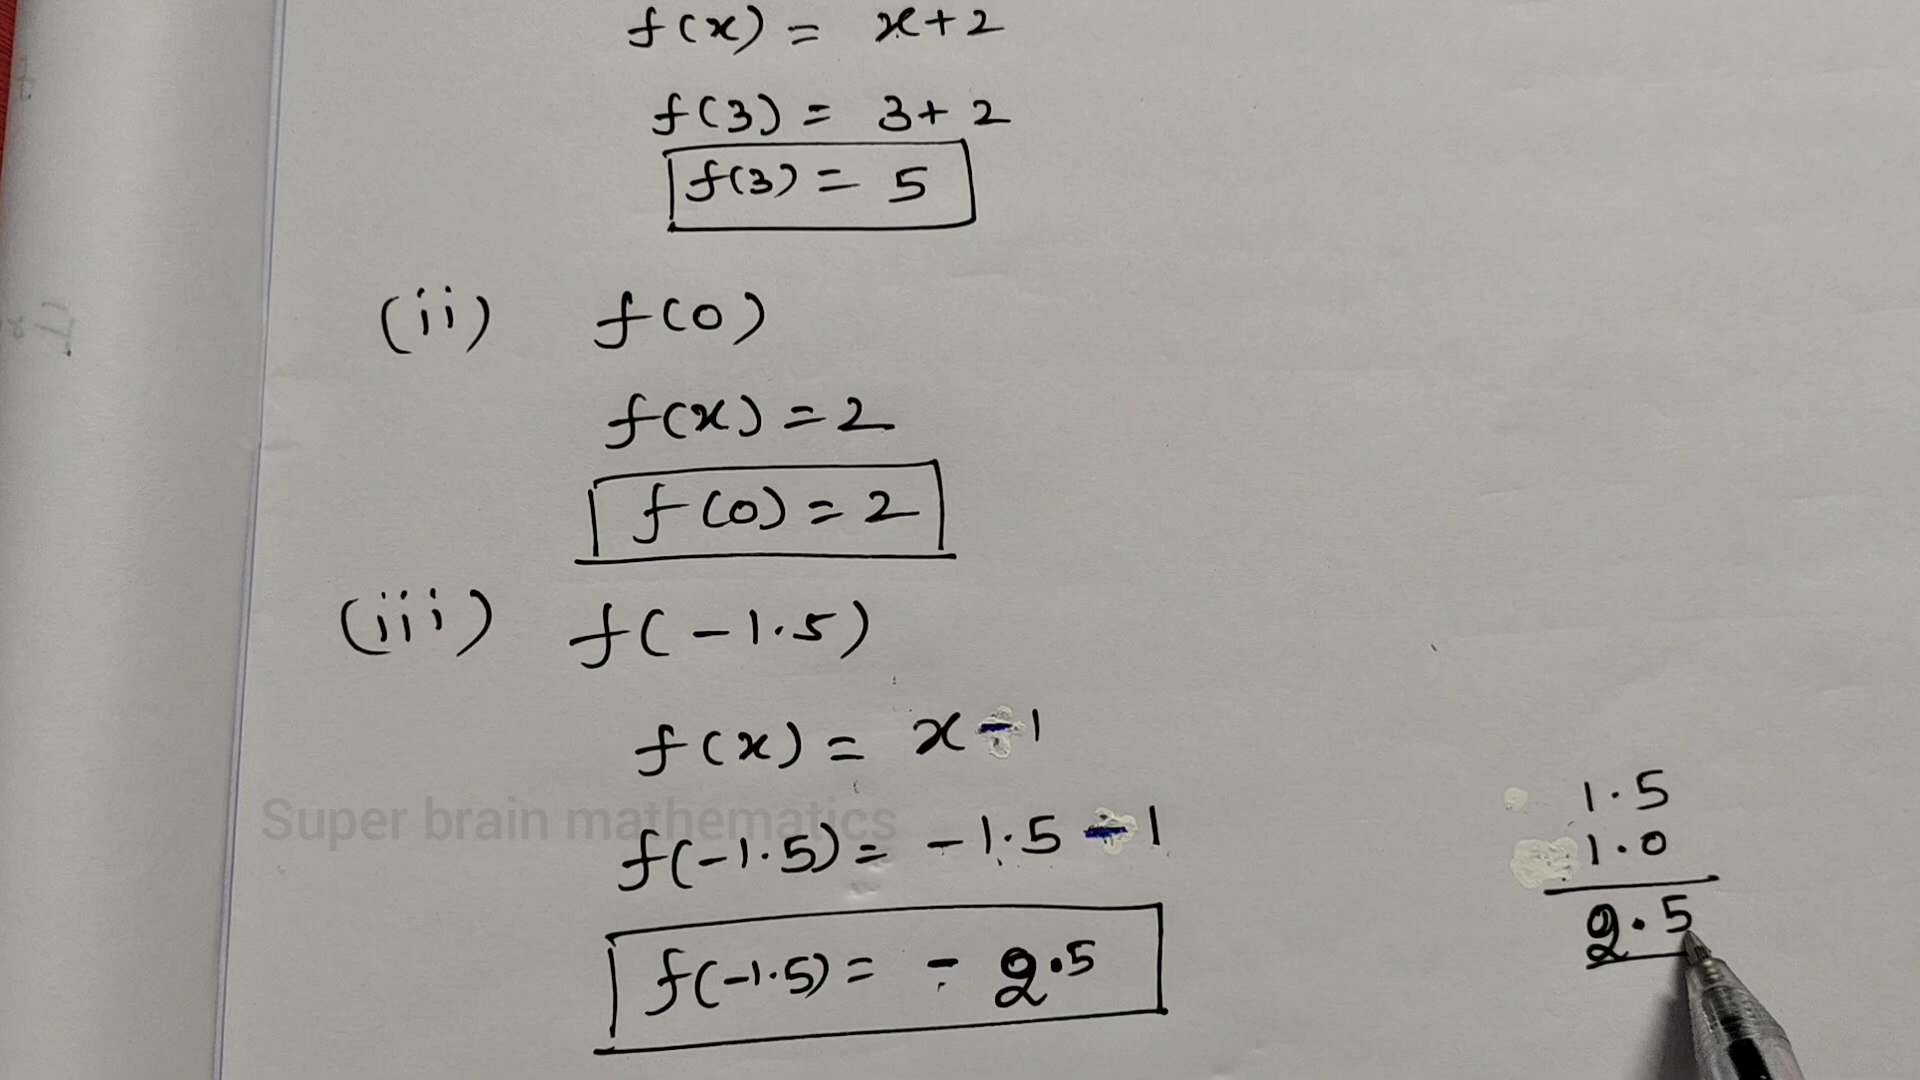 f(x) = x+2
f(3) = 3+2
f(3) = 5
(ii) f(0)
f(x) = 2
f(0) = 2
(iii) f(-1.5)
f(x) = x-1
f(-1.5) = -1.5-1
f(-1.5) = -2.5
1.5
1.0
2.5
Super brain mathematics